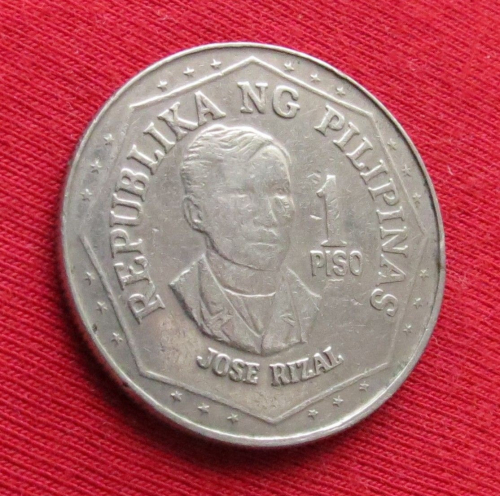 REPUBLIKA NG PILIPINAS
1
PISO
JOSE RIZAL